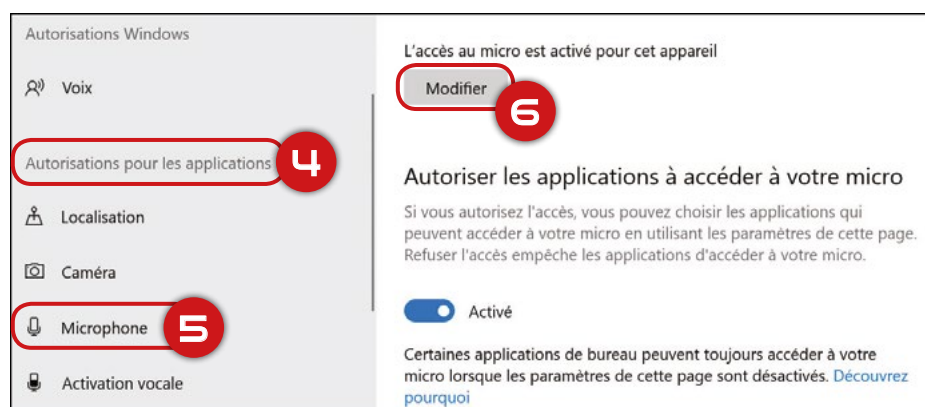 Autorisations Windows
Voix
Autorisations pour les applications
4
Localisation
Caméra
Microphone
5
Activation vocale
L'accès au micro est activé pour cet appareil
Modifier
6
Autoriser les applications à accéder à votre micro
Si vous autorisez l'accès, vous pouvez choisir les applications qui
peuvent accéder à votre micro en utilisant les paramètres de cette page.
Refuser l'accès empêche les applications d'accéder à votre micro.
Activé
Certaines applications de bureau peuvent toujours accéder à votre
micro lorsque les paramètres de cette page sont désactivés. Découvrez
pourquoi